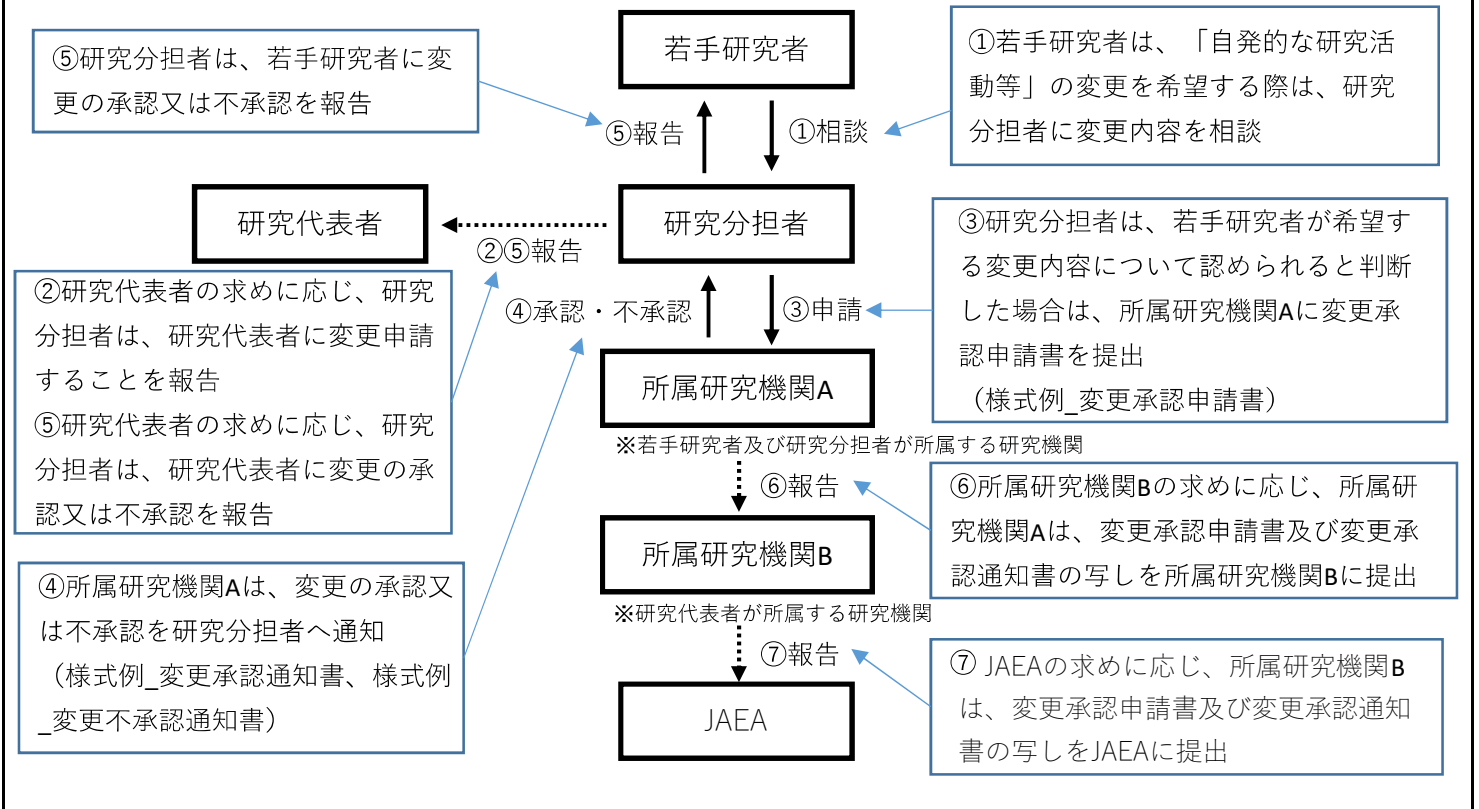 ⑤研究分担者は、若手研究者に変
更の承認又は不承認を報告
若手研究者
①若手研究者は、「自発的な研究活
動等」の変更を希望する際は、研究
分担者に変更内容を相談
⑤報告
①相談
研究代表者
研究分担者
②⑤報告
③研究分担者は、若手研究者が希望す
る変更内容について認められると判断
した場合は、所属研究機関Aに変更承
認申請書を提出
（様式例_変更承認申請書）
②研究代表者の求めに応じ、研究
分担者は、研究代表者に変更申請
することを報告
⑤研究代表者の求めに応じ、研究
分担者は、研究代表者に変更の承
認又は不承認を報告
④承認・不承認
③申請
所属研究機関A
※若手研究者及び研究分担者が所属する研究機関
⑥報告
⑥所属研究機関Bの求めに応じ、所属研
究機関Aは、変更承認申請書及び変更承
認通知書の写しを所属研究機関Bに提出
所属研究機関B
※研究代表者が所属する研究機関
④所属研究機関Aは、変更の承認又
は不承認を研究分担者へ通知
（様式例_変更承認通知書、様式例
_変更不承認通知書）
⑦報告
⑦ JAEAの求めに応じ、所属研究機関B
は、変更承認申請書及び変更承認通知
書の写しをJAEAに提出
JAEA